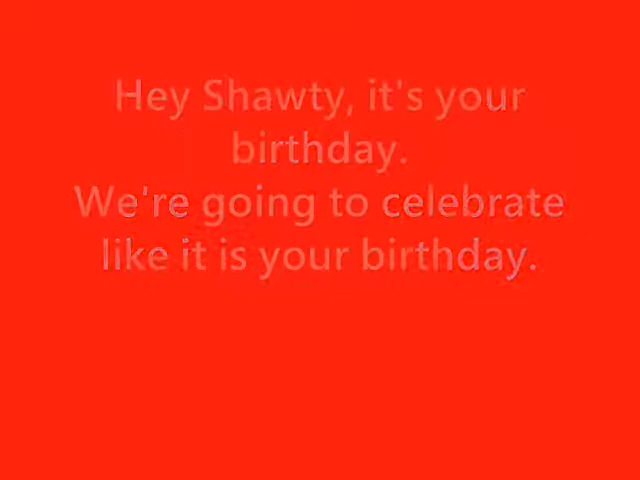 Hey Shawty, it's your
birthday.
We're going to celebrate
like it is your birthday.